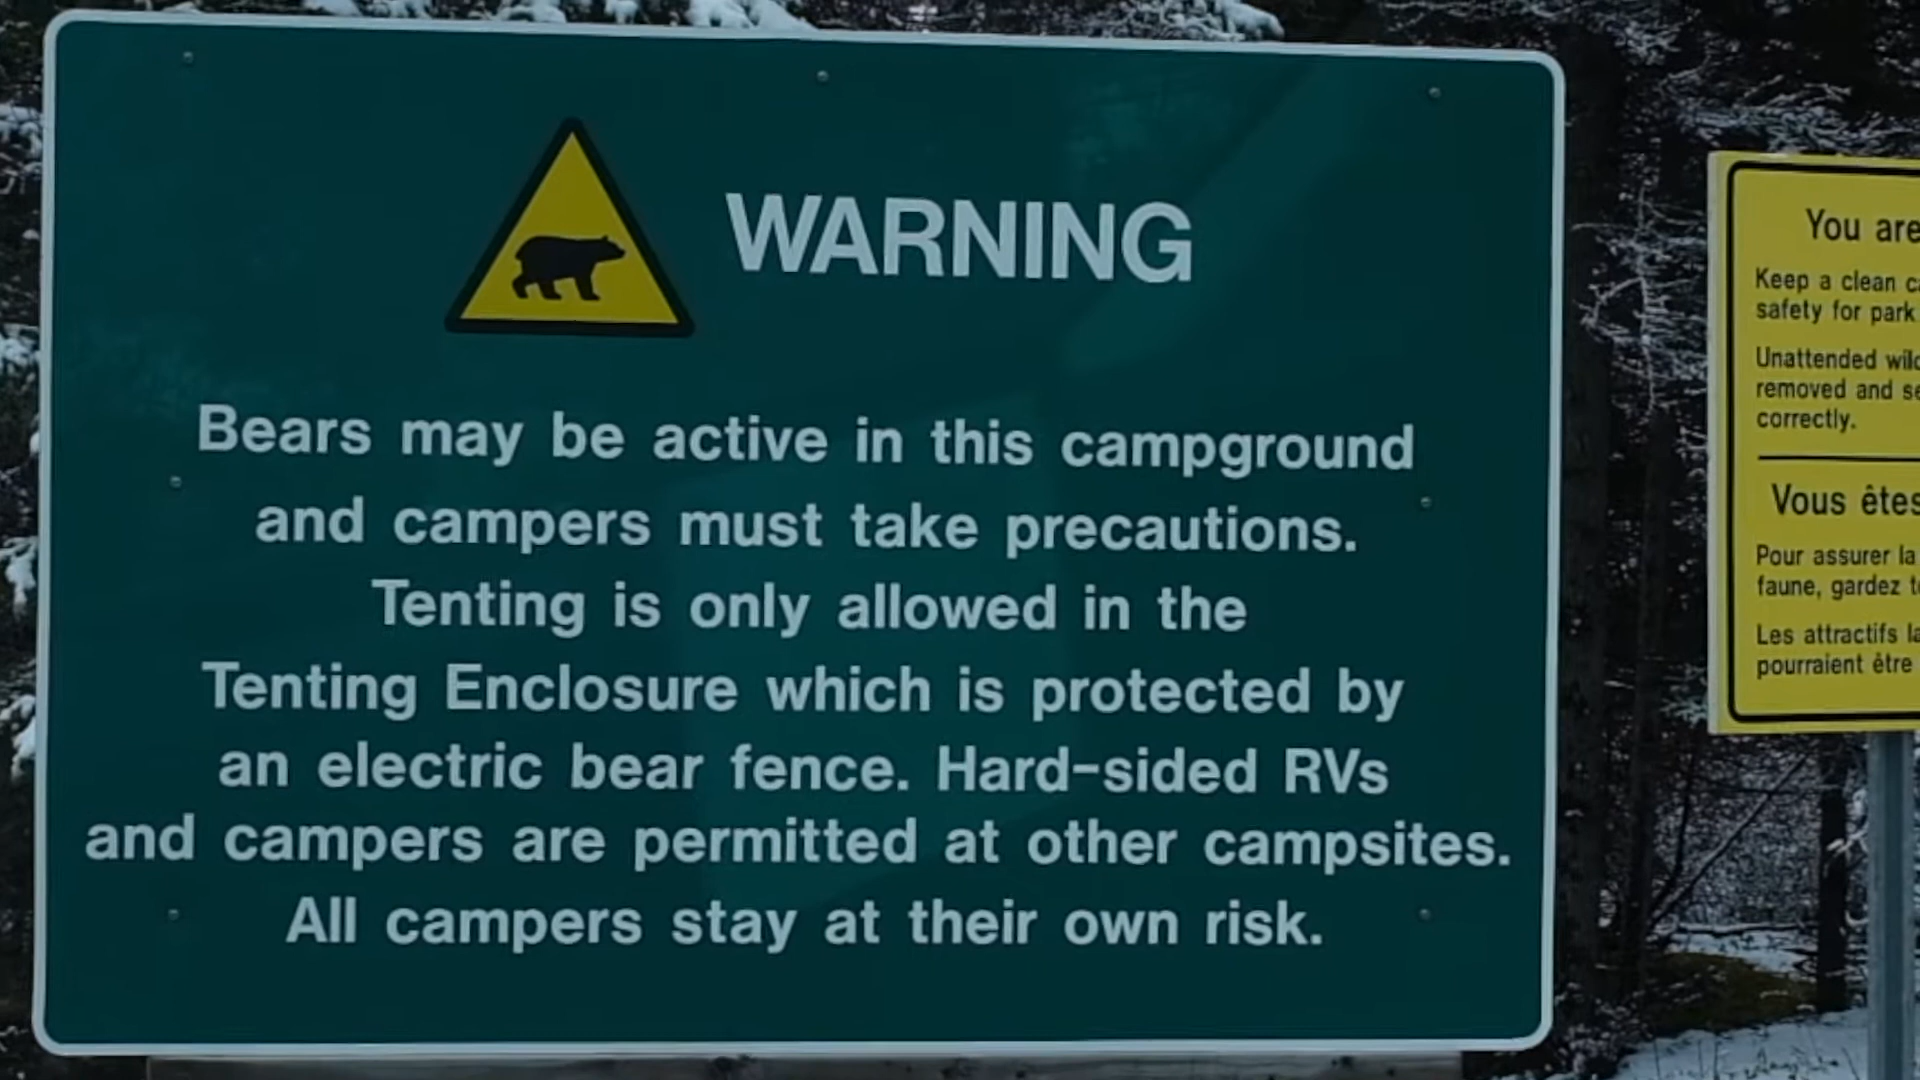 WARNING
Bears may be active in this campground
and campers must take precautions.
Tenting is only allowed in the
Tenting Enclosure which is protected by
an electric bear fence. Hard-sided RVs
and campers are permitted at other campsites.
All campers stay at their own risk.
You are
Keep a clean
safety for park
Unattended
removed and
correctly.
Vous êtes
Pour assurer la
faune, gardez
Les attractifs
pourraient être